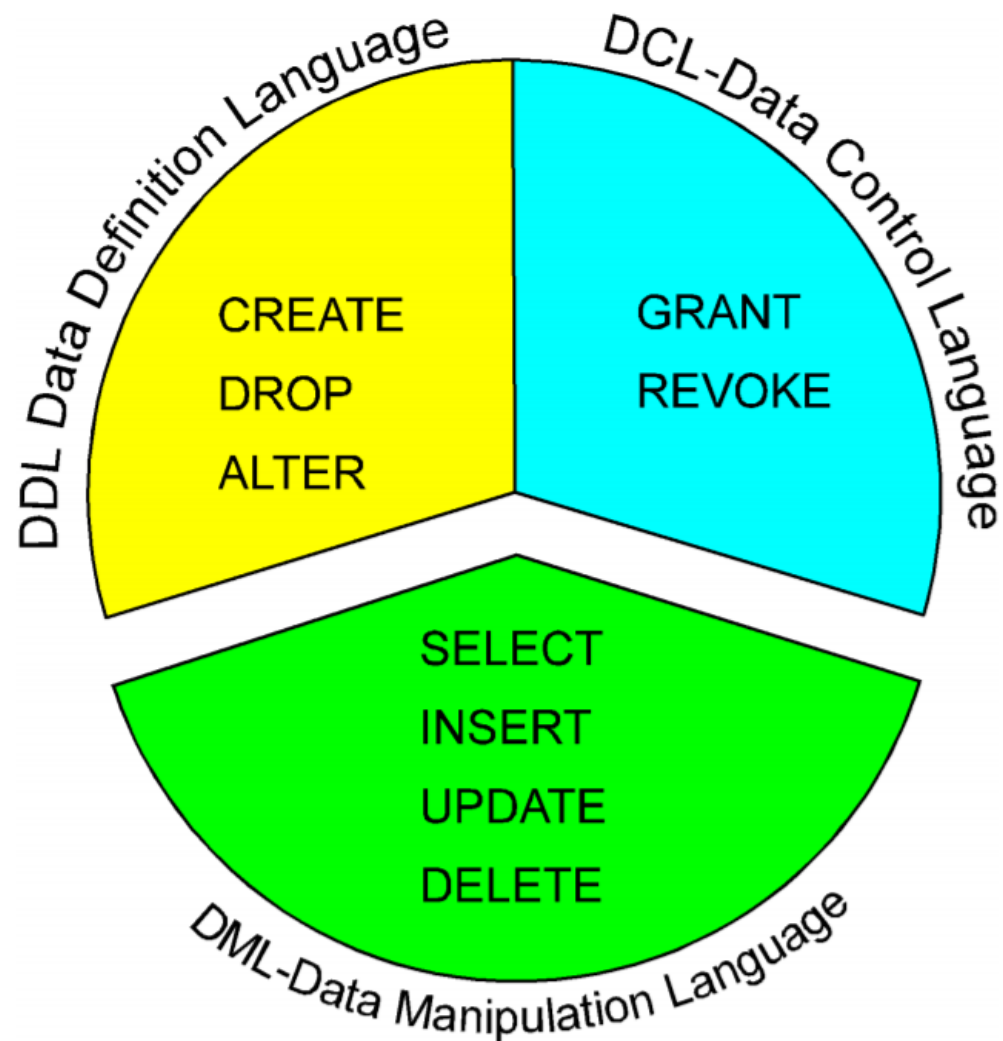 DDL Data Definition Language
CREATE
DROP
ALTER
DCL-Data Control Language
GRANT
REVOKE
SELECT
INSERT
UPDATE
DELETE
DML-Data Manipulation Language